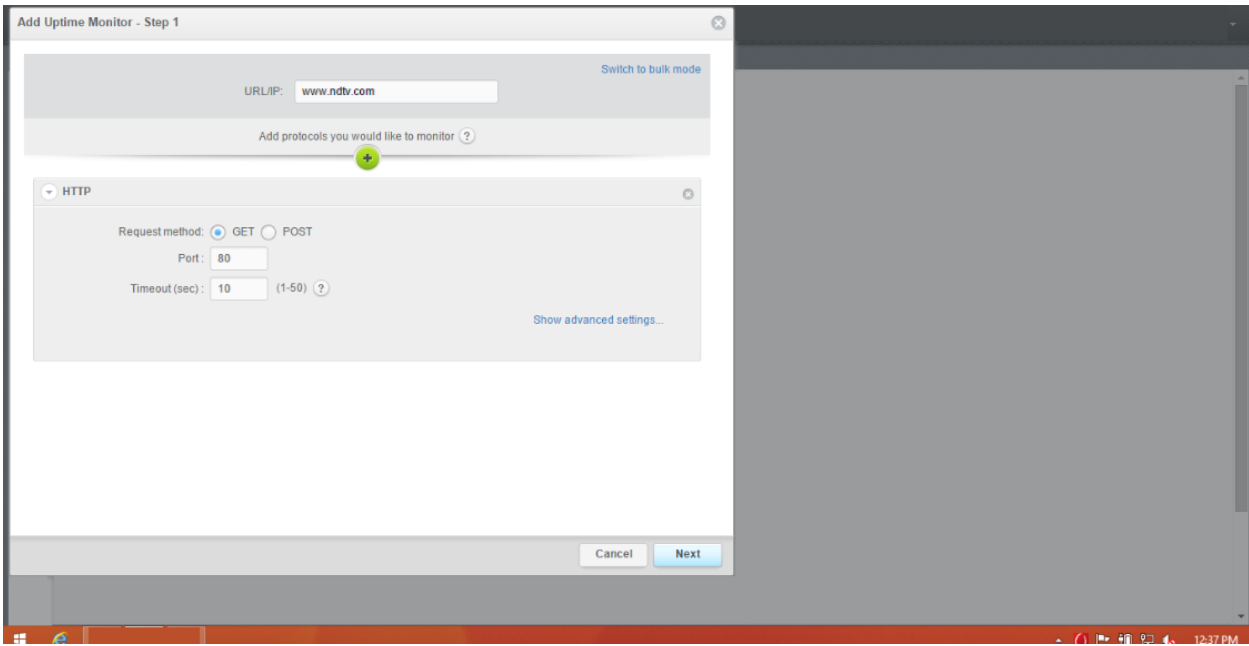 Add Uptime Monitor - Step 1
Switch to bulk mode
URL/IP: www.ndtv.com
Add protocols you would like to monitor ?
HTTP
Request method: GET POST
Port : 80
Timeout (sec) : 10 (1-50) ?
Show advanced settings...
Cancel Next
12:37 PM